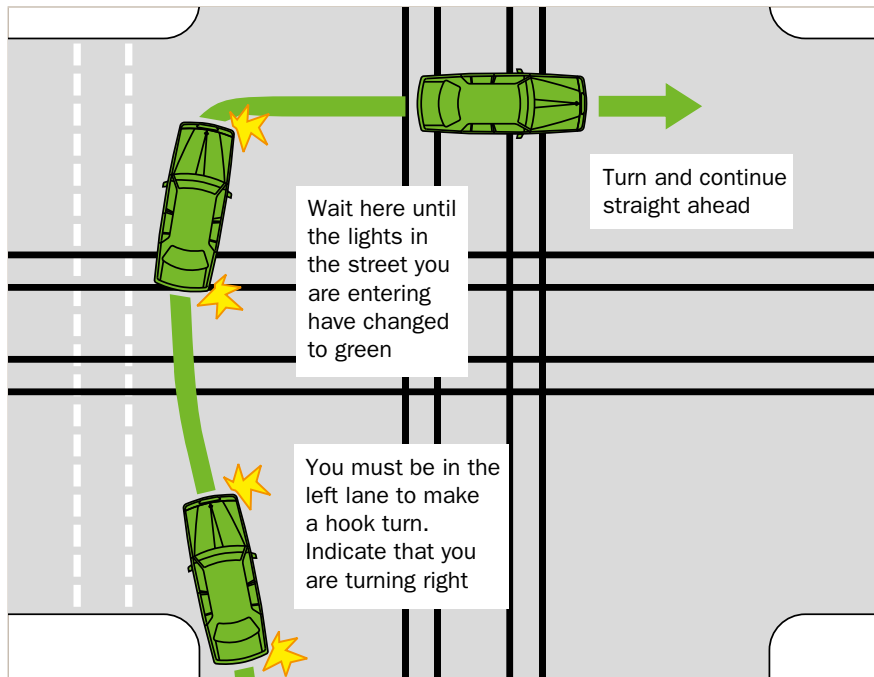 Turn and continue
straight ahead
Wait here until
the lights in
the street you
are entering
have changed
to green
You must be in the
left lane to make
a hook turn.
Indicate that you
are turning right